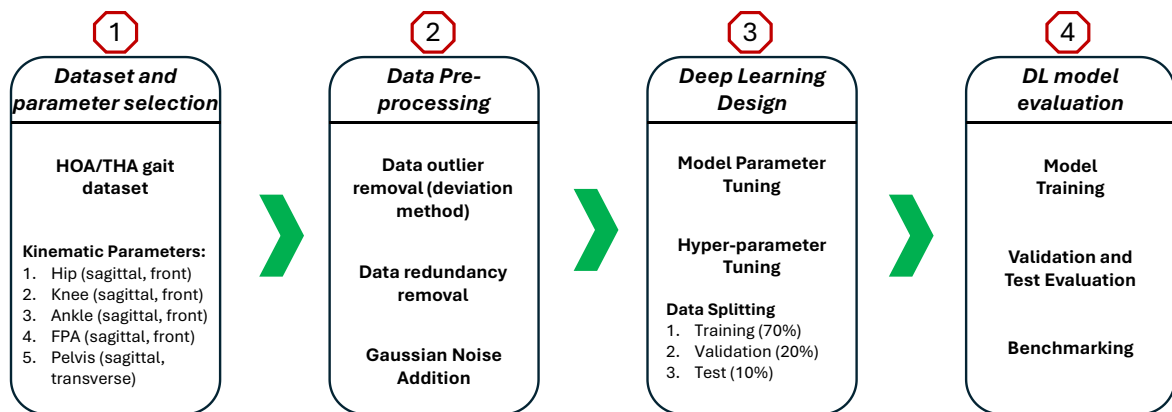 1
Dataset and
parameter selection
HOA/THA gait
dataset
Kinematic Parameters:
1. Hip (sagittal, front)
2. Knee (sagittal, front)
3. Ankle (sagittal, front)
4. FPA (sagittal, front)
5. Pelvis (sagittal,
transverse)
2
Data Pre-
processing
Data outlier
removal (deviation
method)
Data redundancy
removal
Gaussian Noise
Addition
3
Deep Learning
Design
Model Parameter
Tuning
Hyper-parameter
Tuning
Data Splitting
1. Training (70%)
2. Validation (20%)
3. Test (10%)
4
DL model
evaluation
Model
Training
Validation and
Test Evaluation
Benchmarking